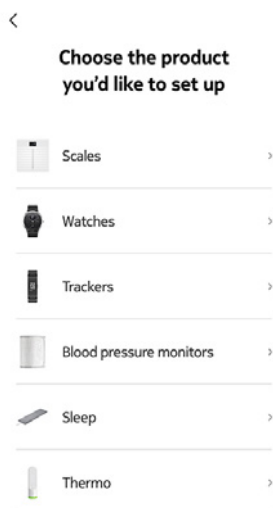 Choose the product
you'd like to set up
Scales
Watches
Trackers
Blood pressure monitors
Sleep
Thermo